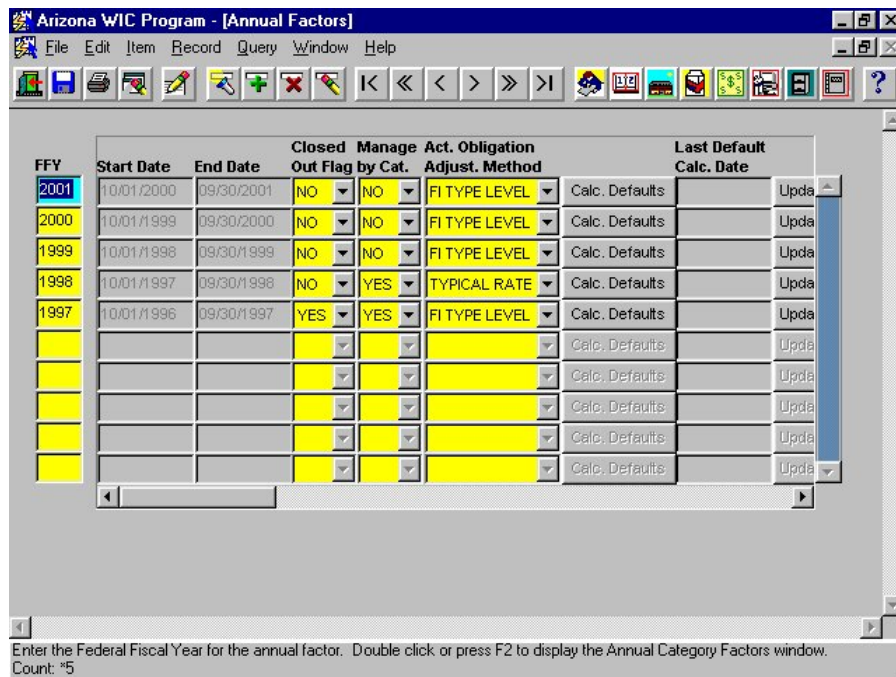 Arizona WIC Program - [Annual Factors]
File Edit Item Record Query Window Help
Closed Manage Act. Obligation Last Default
FFY Start Date End Date Out Flag by Cat. Adjust. Method Calc. Date
2001 10/01/2000 09/30/2001 NO NO FI TYPE LEVEL Calc. Defaults Upda
2000 10/01/1999 09/30/2000 NO NO FI TYPE LEVEL Calc. Defaults Upda
1999 10/01/1998 09/30/1999 NO NO FI TYPE LEVEL Calc. Defaults Upda
1998 10/01/1997 09/30/1998 NO YES TYPICAL RATE Calc. Defaults Upda
1997 10/01/1996 09/30/1997 YES YES FI TYPE LEVEL Calc. Defaults Upda
Calc. Defaults Upda
Calc. Defaults Upda
Calc. Defaults Upda
Calc. Defaults Upda
Calc. Defaults Upda
Enter the Federal Fiscal Year for the annual factor. Double click or press F2 to display the Annual Category Factors window.
Count: *5